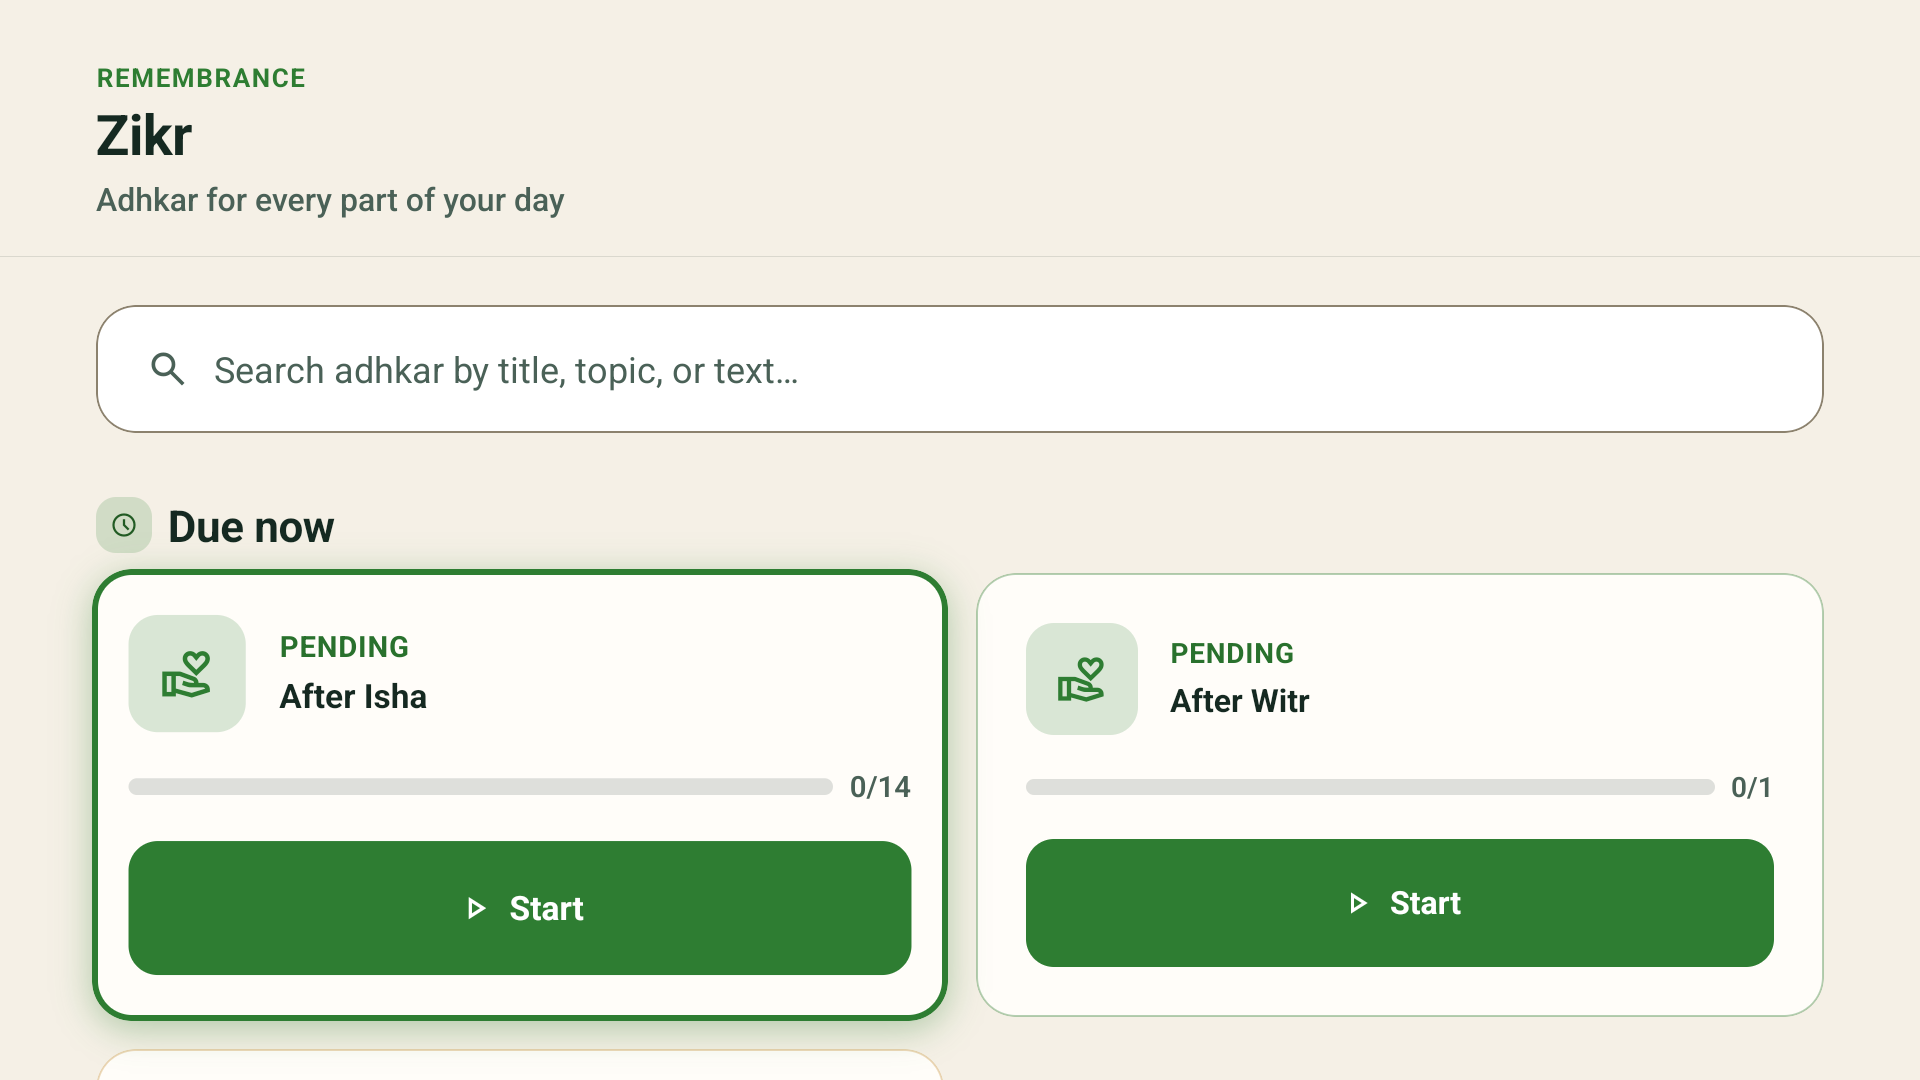 REMEMBRANCE
Zikr
Adhkar for every part of your day
Search adhkar by title, topic, or text...
Due now
PENDING
After Isha
0/14
Start
PENDING
After Witr
0/1
Start